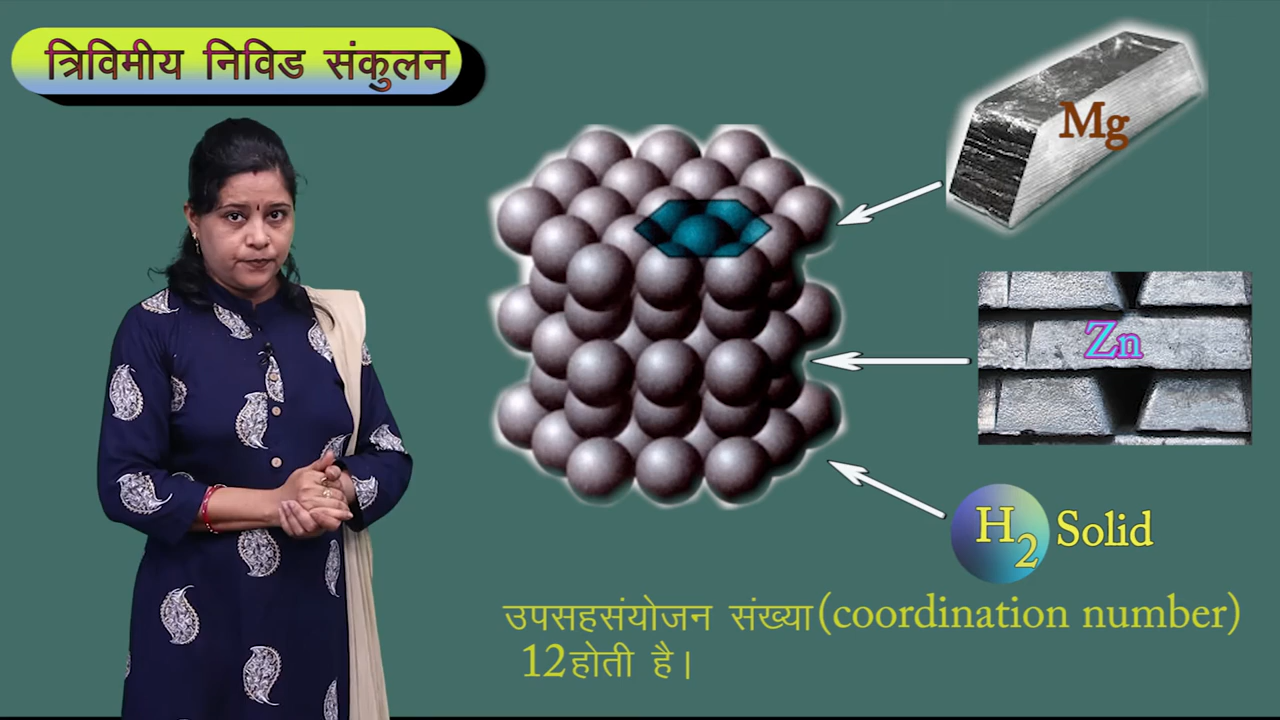 त्रिविमीय निविड संकुलन
Mg
Zn
H2 Solid
उपसहसंयोजन संख्या(coordination number)
12होती है।